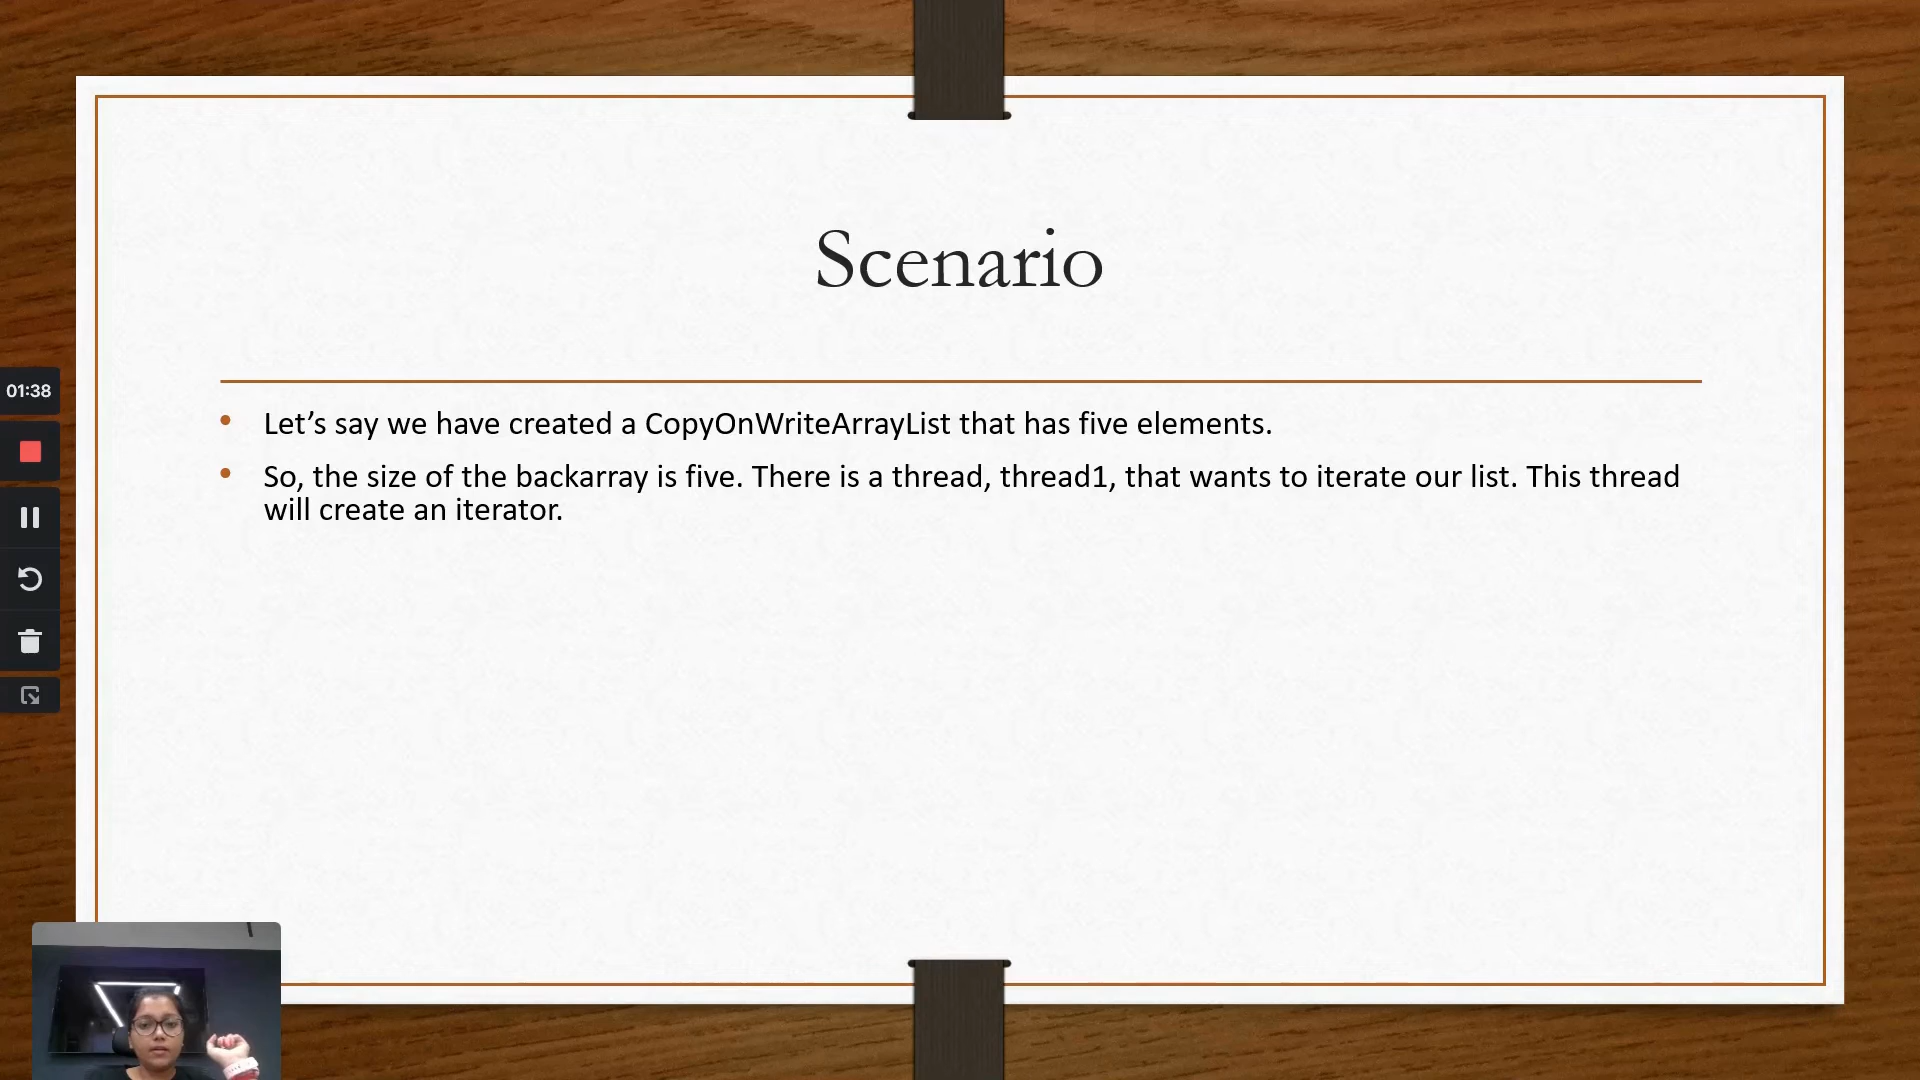 Scenario
01:38
• Let’s say we have created a CopyOnWriteArrayList that has five elements.
• So, the size of the backarray is five. There is a thread, thread1, that wants to iterate our list. This thread
will create an iterator.